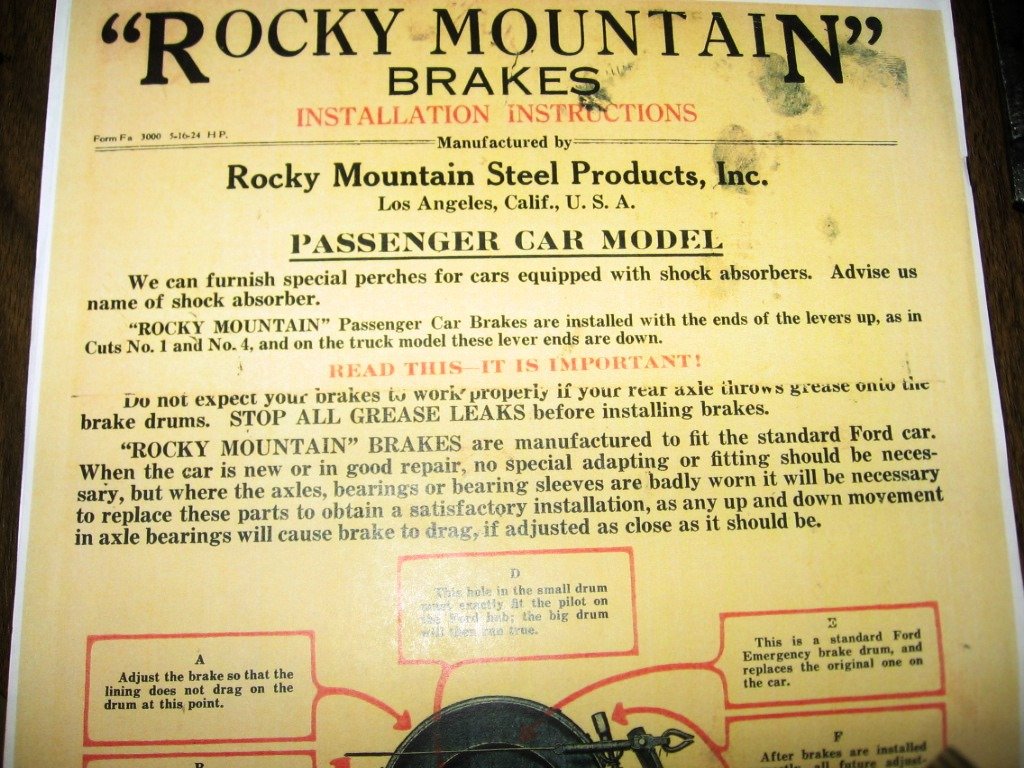 “ROCKY MOUNTAIN”
BRAKES
INSTALLATION INSTRUCTIONS
Form Fa 3000 5-16-24 H P.
Manufactured by
Rocky Mountain Steel Products, Inc.
Los Angeles, Calif., U. S. A.
PASSENGER CAR MODEL
We can furnish special perches for cars equipped with shock absorbers. Advise us
name of shock absorber.
“ROCKY MOUNTAIN” Passenger Car Brakes are installed with the ends of the levers up, as in
Cuts No. 1 and No. 4, and on the truck model these lever ends are down.
READ THIS—IT IS IMPORTANT!
Do not expect your brakes to work properly if your rear axle throws grease onto the
brake drums. STOP ALL GREASE LEAKS before installing brakes.
“ROCKY MOUNTAIN” BRAKES are manufactured to fit the standard Ford car.
When the car is new or in good repair, no special adapting or fitting should be neces-
sary, but where the axles, bearings or bearing sleeves are badly worn it will be necessary
to replace these parts to obtain a satisfactory installation, as any up and down movement
in axle bearings will cause brake to drag, if adjusted as close as it should be.
D
This hole in the small drum
must exactly fit the pilot on
the Ford hub; the big drum
will then run true.
A
Adjust the brake so that the
lining does not drag on the
drum at this point.
E
This is a standard Ford
Emergency brake drum, and
replaces the original one on
the car.
B
F
After brakes are installed
all future adjust-